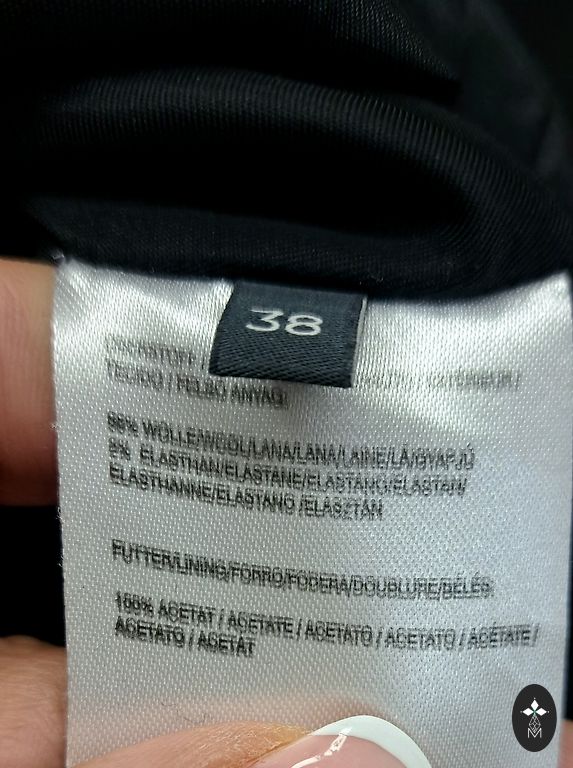 38
TECIDO / FELSŐ ANYAG:
98% WOLLE/WOOL/LANA/LANA/LAINE/LÃ/GYAPJÚ
2% ELASTHAN/ELASTANE/ELASTANO/ELASTAN/
ELASTHANNE/ELASTANO /ELASZTÁN
FUTTER/LINING/FORRO/FODERA/DOUBLURE/BÉLÉS:
100% ACETAT / ACETATE / ACETATO / ACETATO / ACÉTATE /
ACETATO / ACETÁT
M